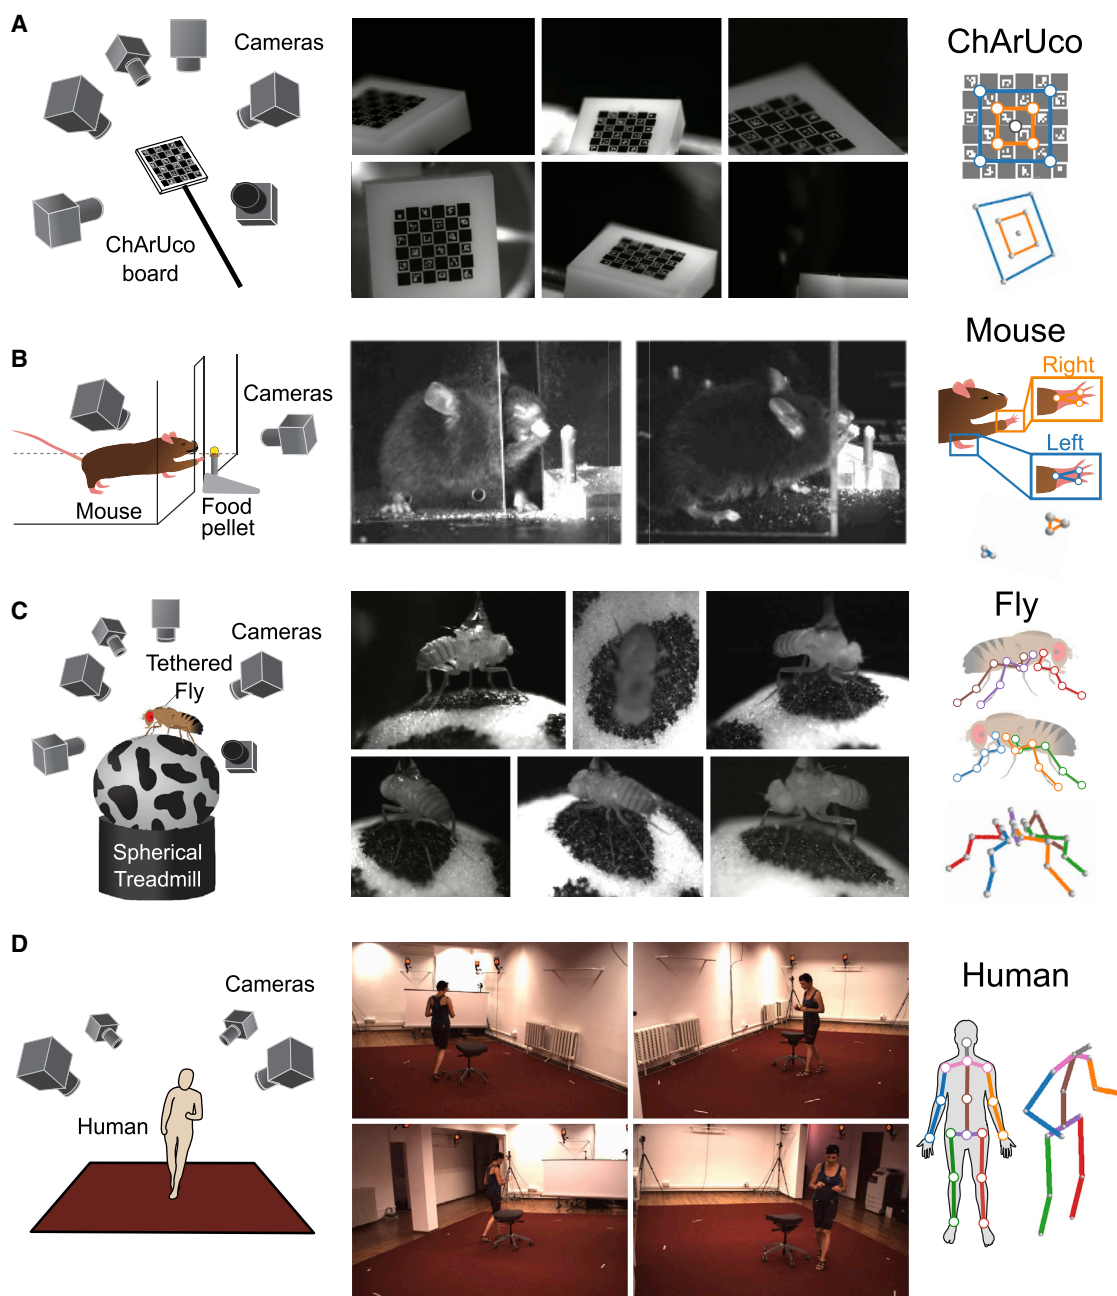 A
Cameras
ChArUco
board
ChArUco
B
Cameras
Mouse
Food
pellet
Mouse
Right
Left
C
Cameras
Tethered
Fly
Spherical
Treadmill
Fly
D
Cameras
Human
Human